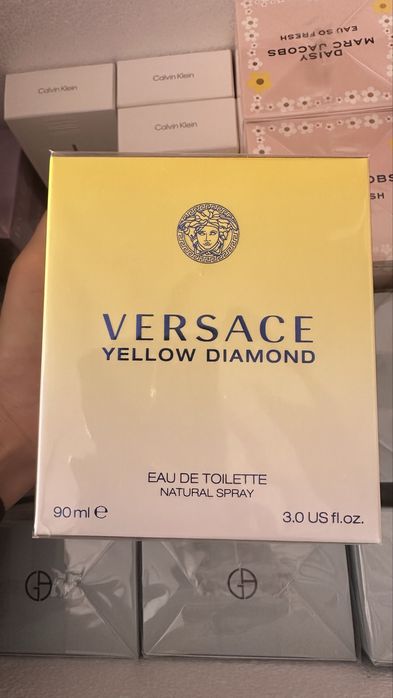 Calvin Klein
Calvin Klein
Calvin Klein
DAISY
MARC JACOBS
EAU SO FRESH
VERSACE
YELLOW DIAMOND
EAU DE TOILETTE
NATURAL SPRAY
90 ml e
3.0 US fl.oz.